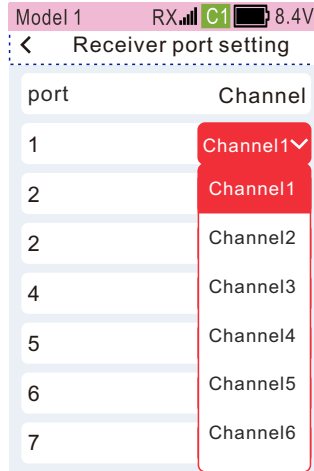 Model 1 RX C1 8.4V
Receiver port setting
port Channel
1 Channel1
2 Channel1
2 Channel2
4 Channel3
5 Channel4
6 Channel5
7 Channel6